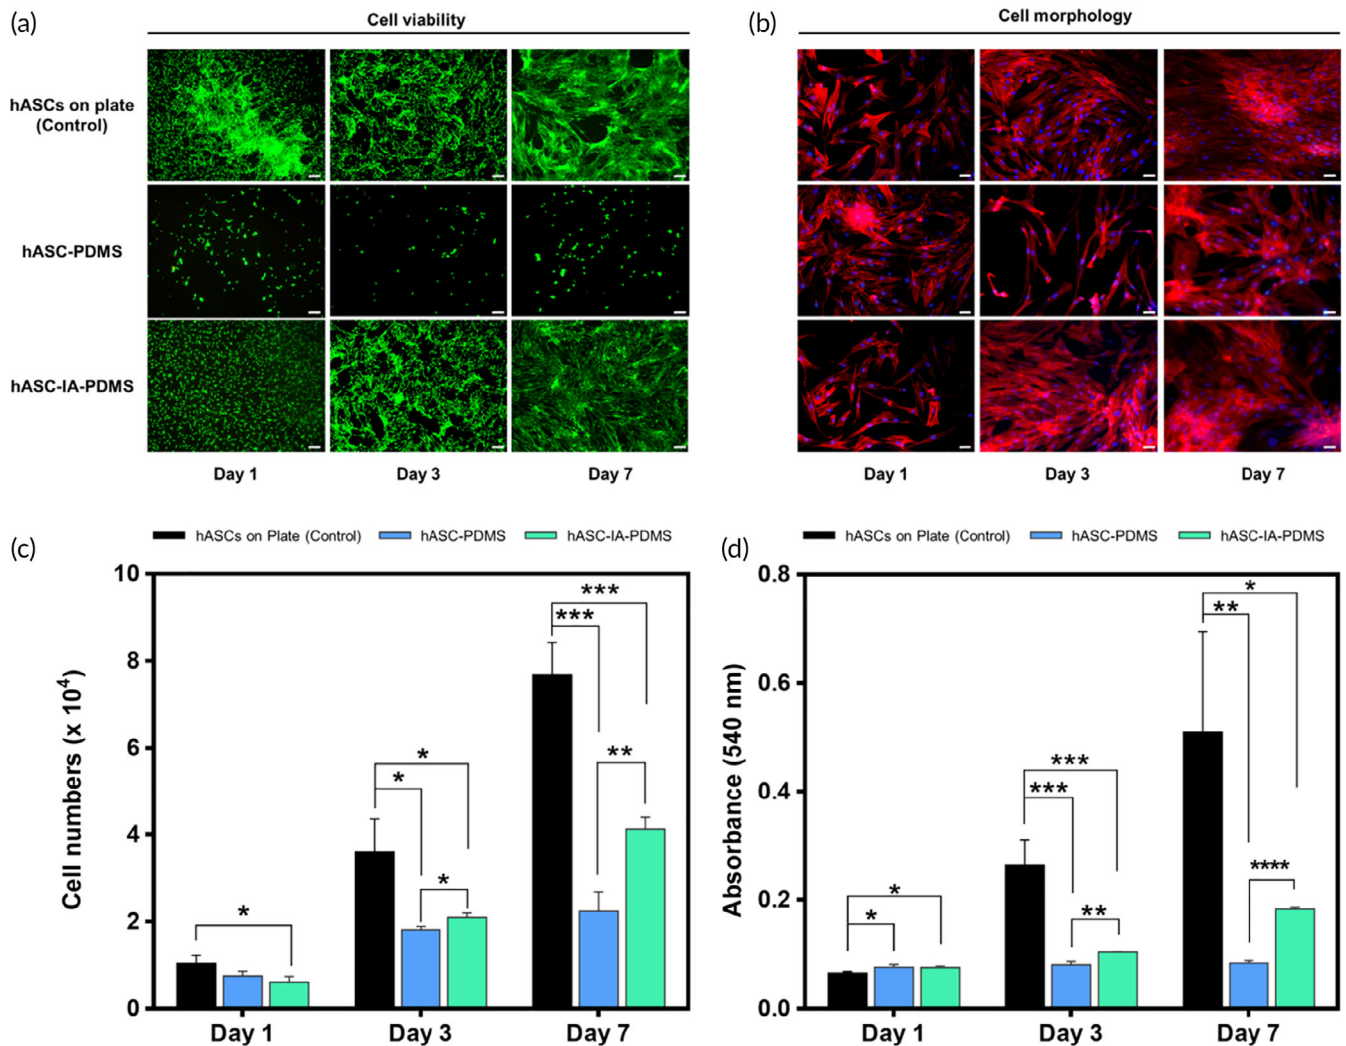 (a)
Cell viability
hASCs on plate
(Control)
hASC-PDMS
hASC-IA-PDMS
Day 1
Day 3
Day 7
(b)
Cell morphology
Day 1
Day 3
Day 7
(c)
hASCs on Plate (Control)
hASC-PDMS
hASC-IA-PDMS
Cell numbers (x 10⁴)
10
8
6
4
2
0
*
*
*
*
***
***
**
Day 1
Day 3
Day 7
(d)
hASCs on Plate (Control)
hASC-PDMS
hASC-IA-PDMS
Absorbance (540 nm)
0.8
0.6
0.4
0.2
0.0
*
*
***
***
**
*
**
****
Day 1
Day 3
Day 7